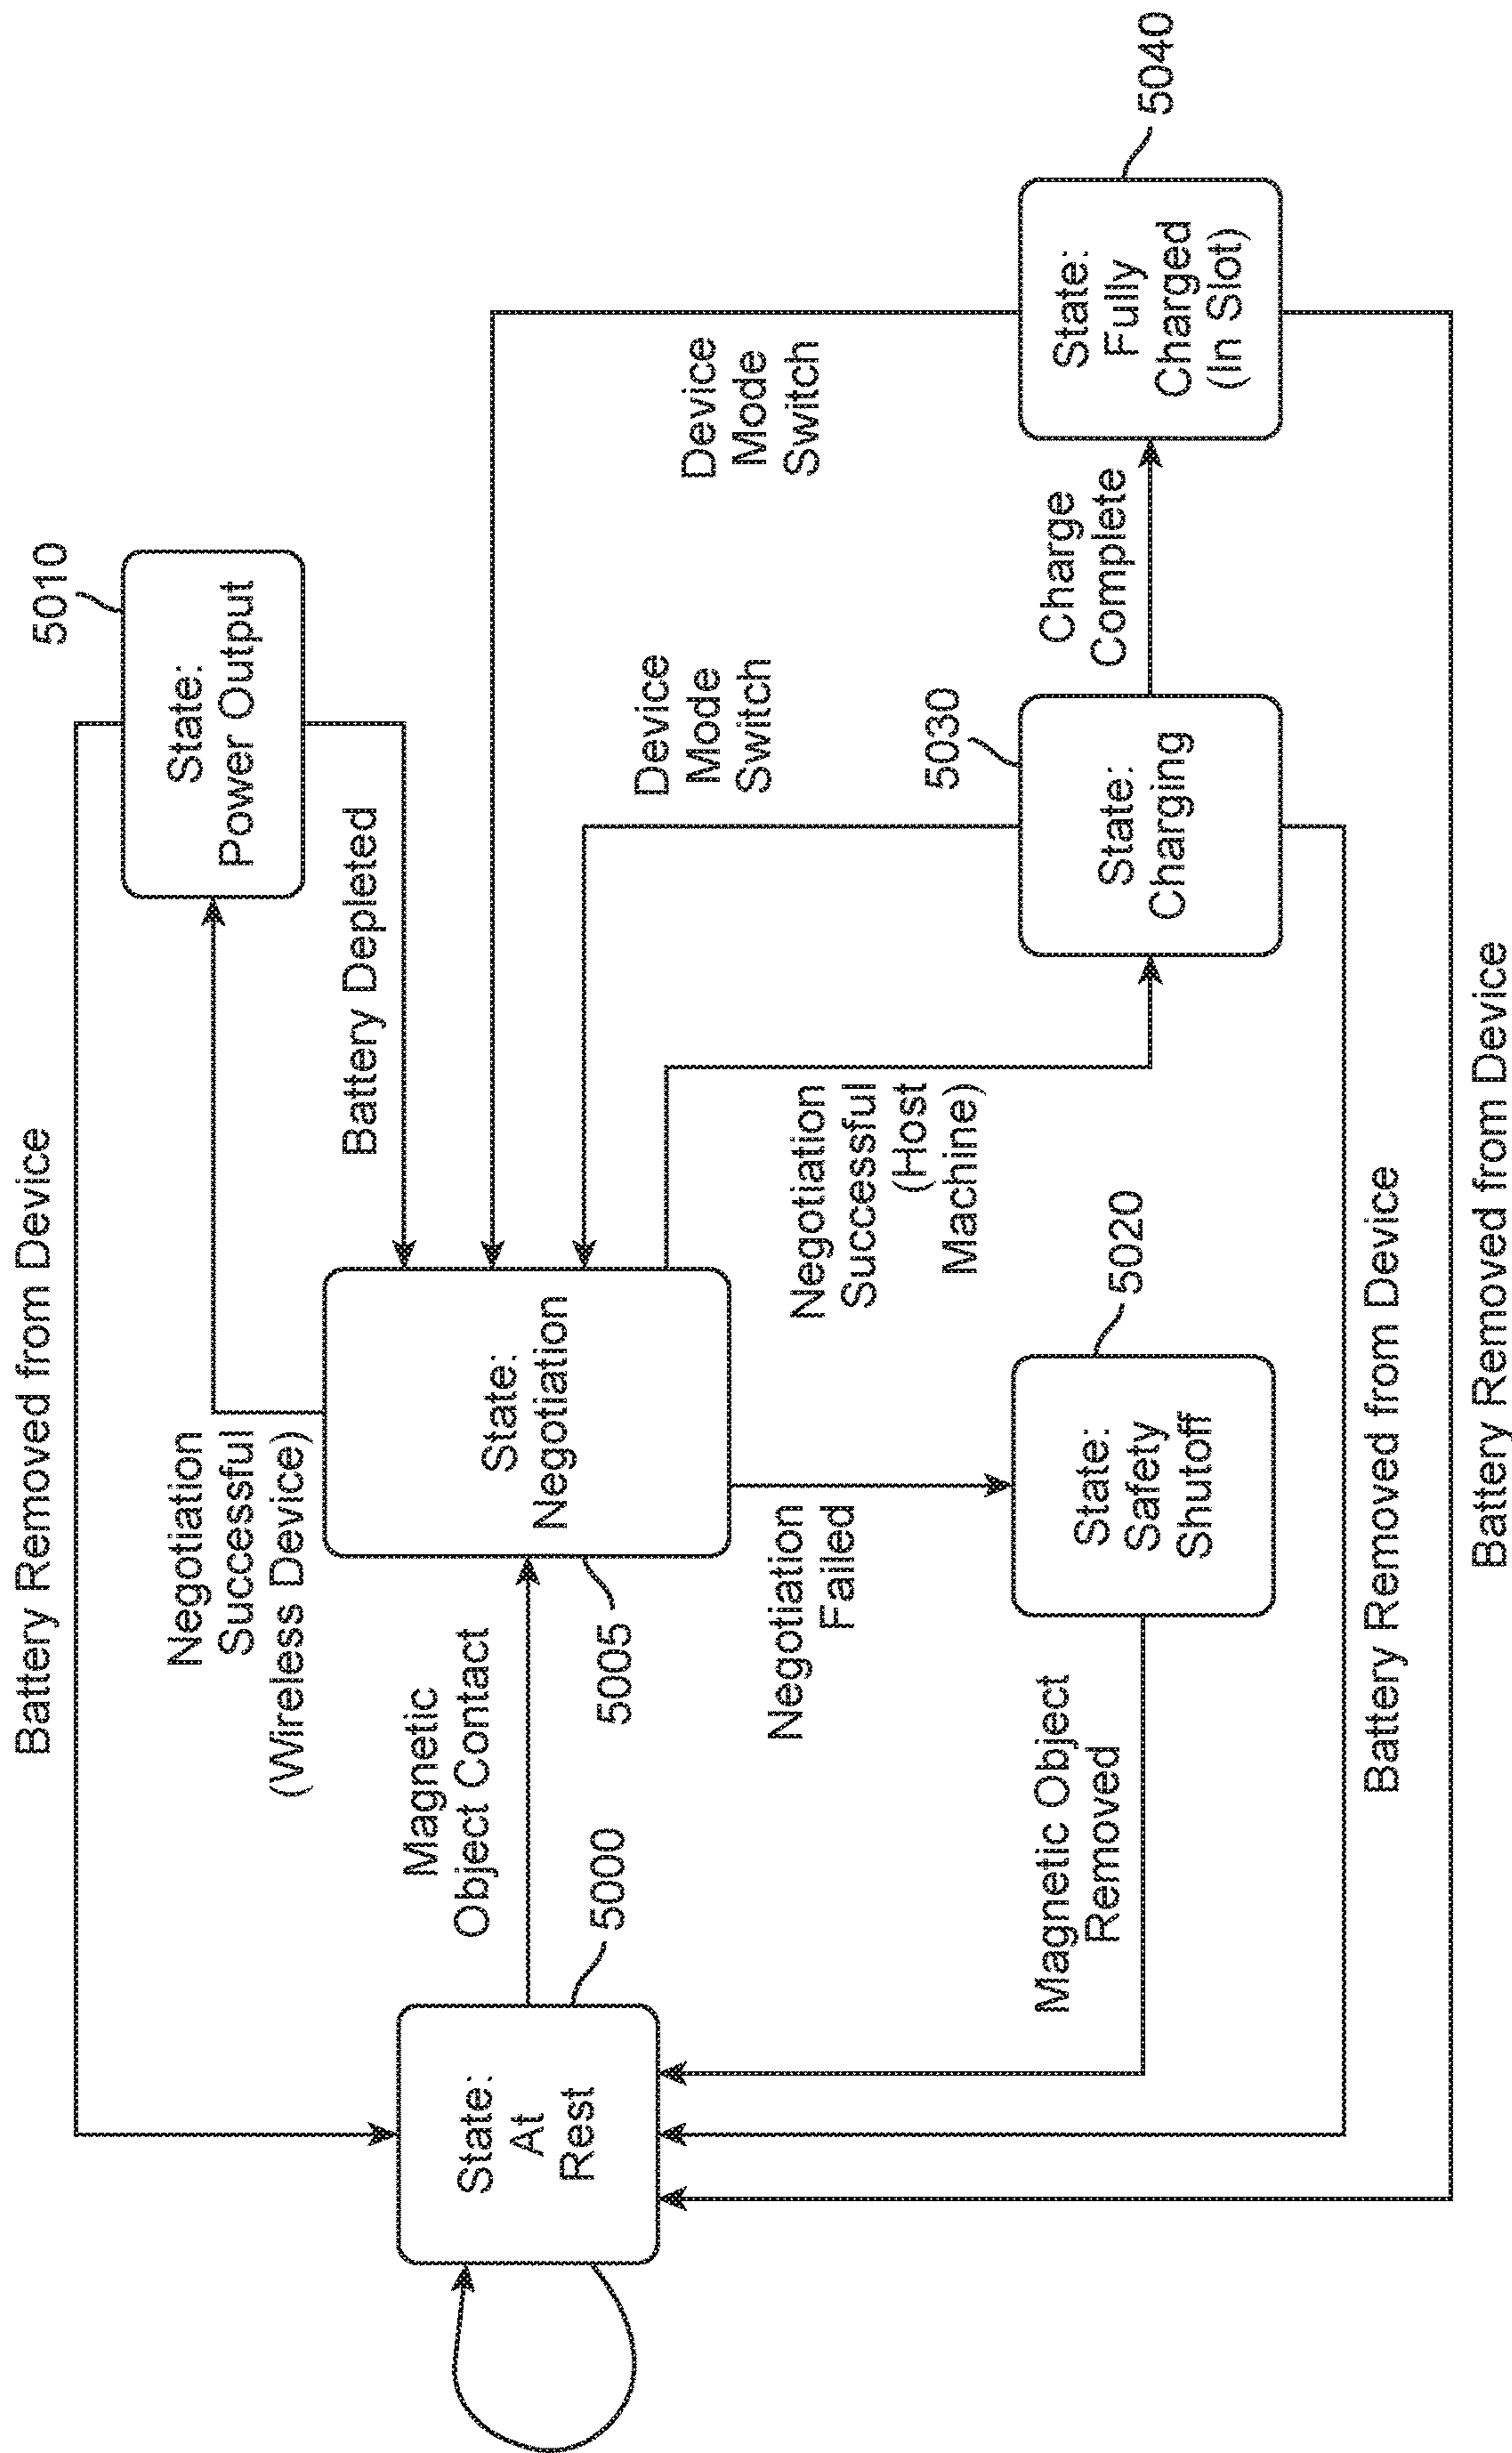 Battery Removed from Device
5010
State:
Power Output
Negotiation
Successful
(Wireless Device)
Battery Depleted
Magnetic
Object Contact
State:
Negotiation
5005
Device
Mode
Switch
Device
Mode
Switch
State:
At
Rest
5000
Negotiation
Failed
Negotiation
Successful
(Host
Machine)
5030
State:
Charging
Charge
Complete
5040
State:
Fully
Charged
(In Slot)
Magnetic Object
Removed
5020
State:
Safety
Shutoff
Battery Removed from Device
Battery Removed from Device